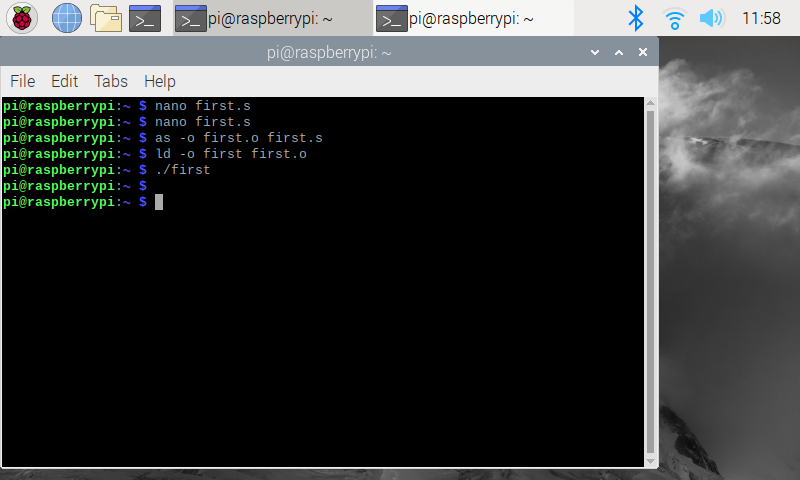 pi@raspberrypi: ~ pi@raspberrypi: ~ 11:58
pi@raspberrypi: ~
File Edit Tabs Help
pi@raspberrypi:~ $ nano first.s
pi@raspberrypi:~ $ nano first.s
pi@raspberrypi:~ $ as -o first.o first.s
pi@raspberrypi:~ $ ld -o first first.o
pi@raspberrypi:~ $ ./first
pi@raspberrypi:~ $
pi@raspberrypi:~ $